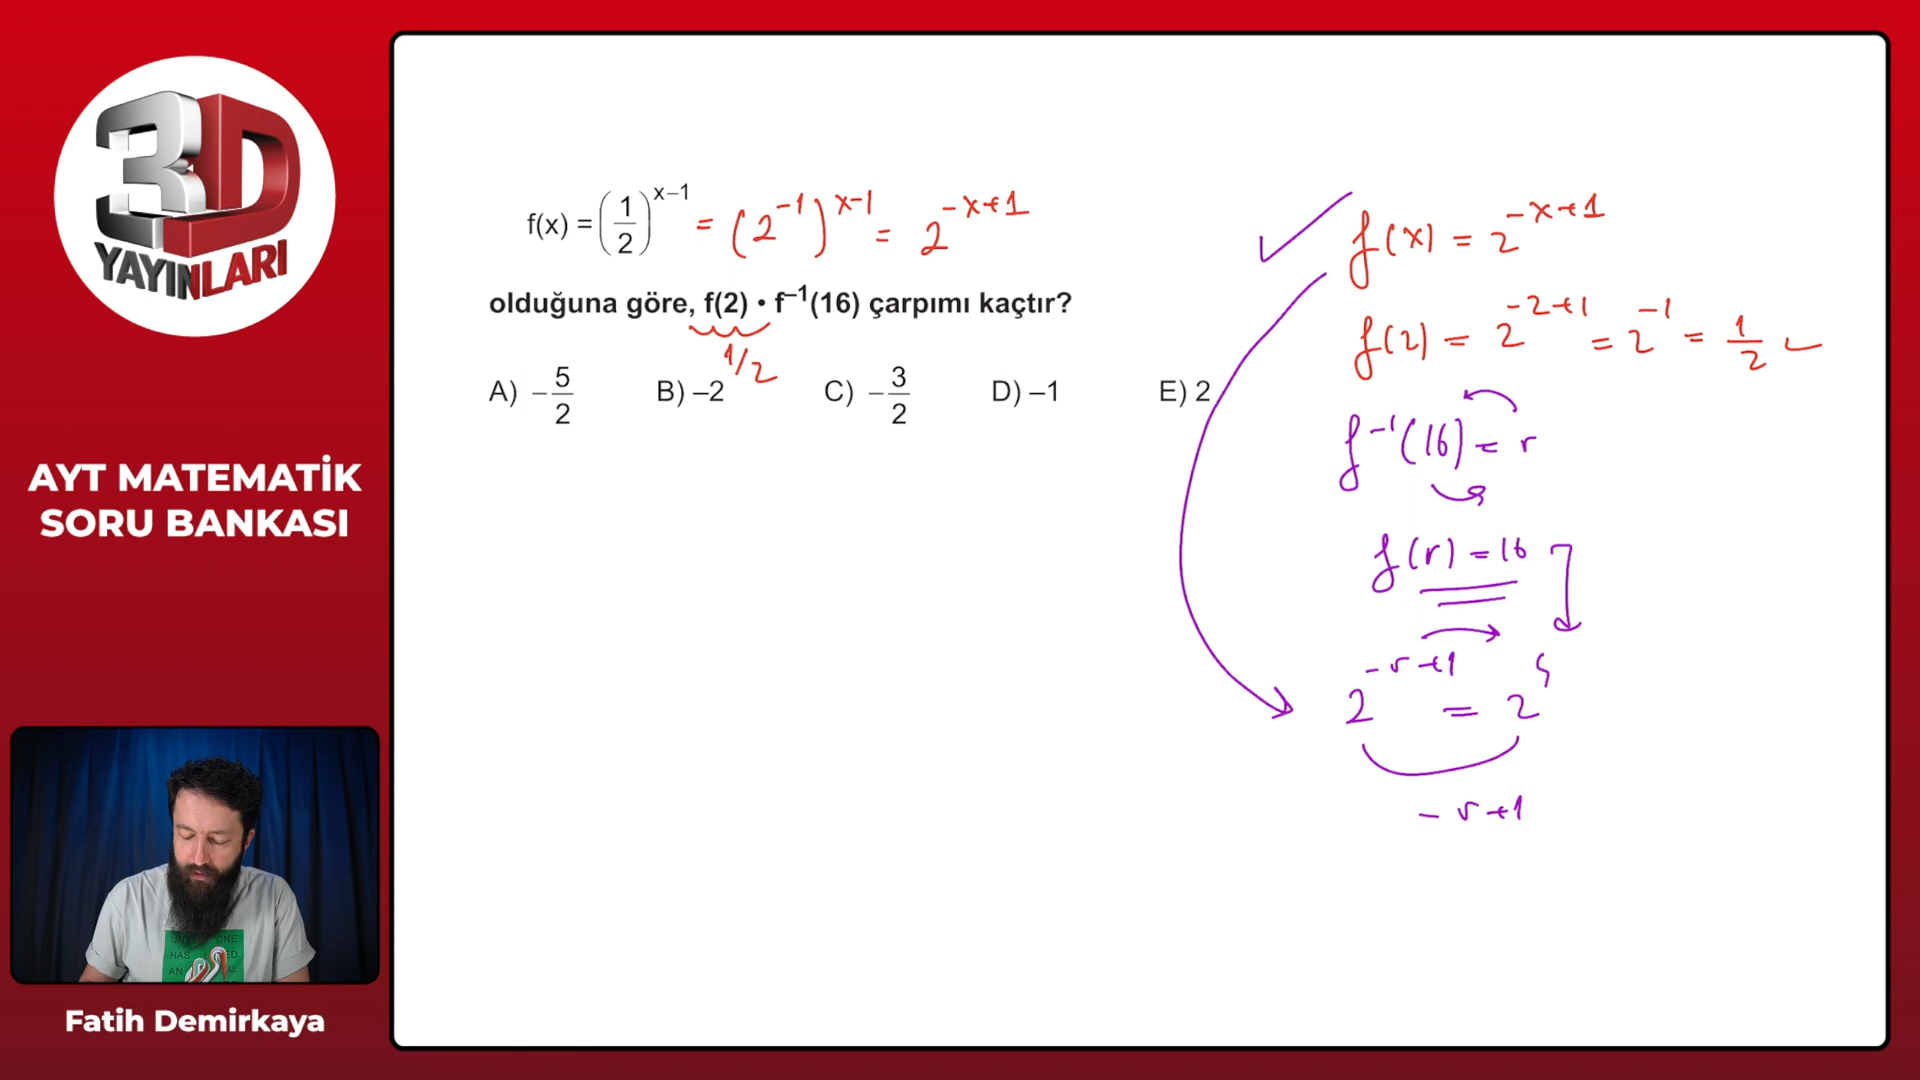 3D
YAYINLARI
AYT MATEMATİK
SORU BANKASI
Fatih Demirkaya
f(x) = (1/2)^{x–1} = (2^{-1})^{x-1} = 2^{-x+1}
olduğuna göre, f(2) • f^{–1}(16) çarpımı kaçtır?
1/2
A) –5/2 B) –2 C) –3/2 D) –1 E) 2
f(x) = 2^{-x+1}
f(2) = 2^{-2+1} = 2^{-1} = 1/2
f^{-1}(16) = r
f(r) = 16
2^{-r+1} = 2^4
-r+1